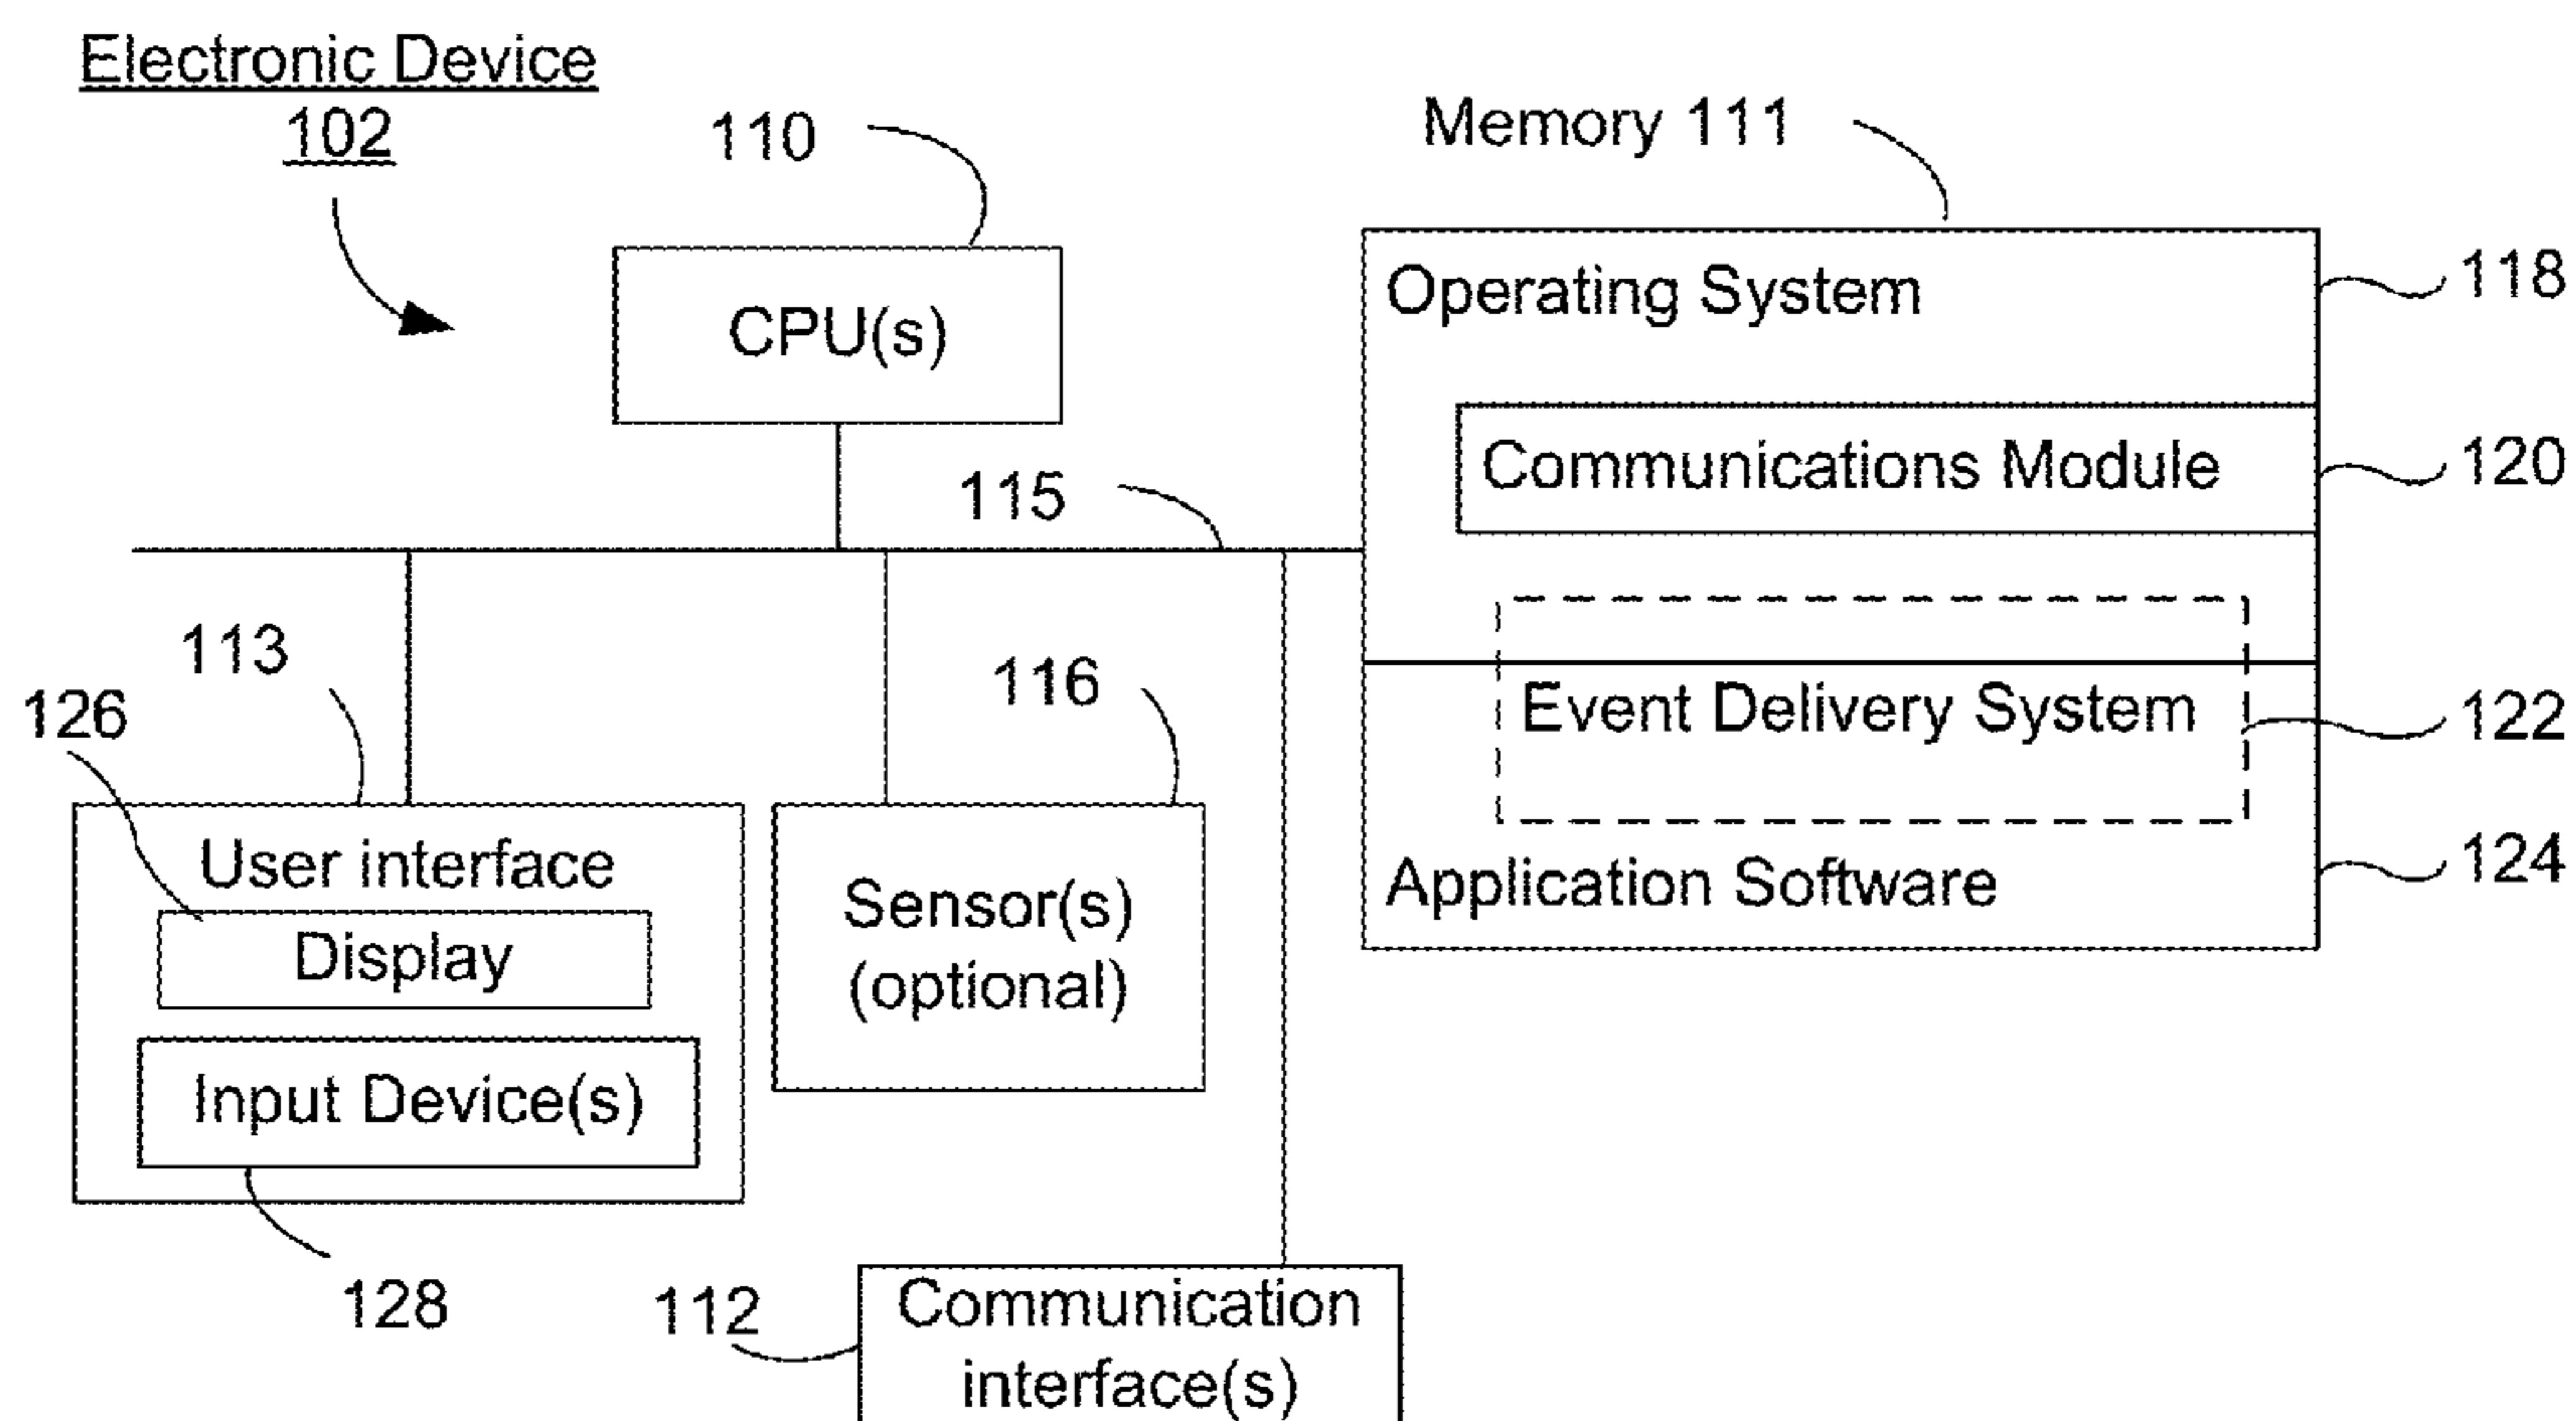 Electronic Device
102
110
Memory 111
CPU(s)
Operating System
118
Communications Module
120
115
113
116
126
Event Delivery System
122
User interface
Display
Input Device(s)
Sensor(s)
(optional)
Application Software
124
128
112
Communication
interface(s)